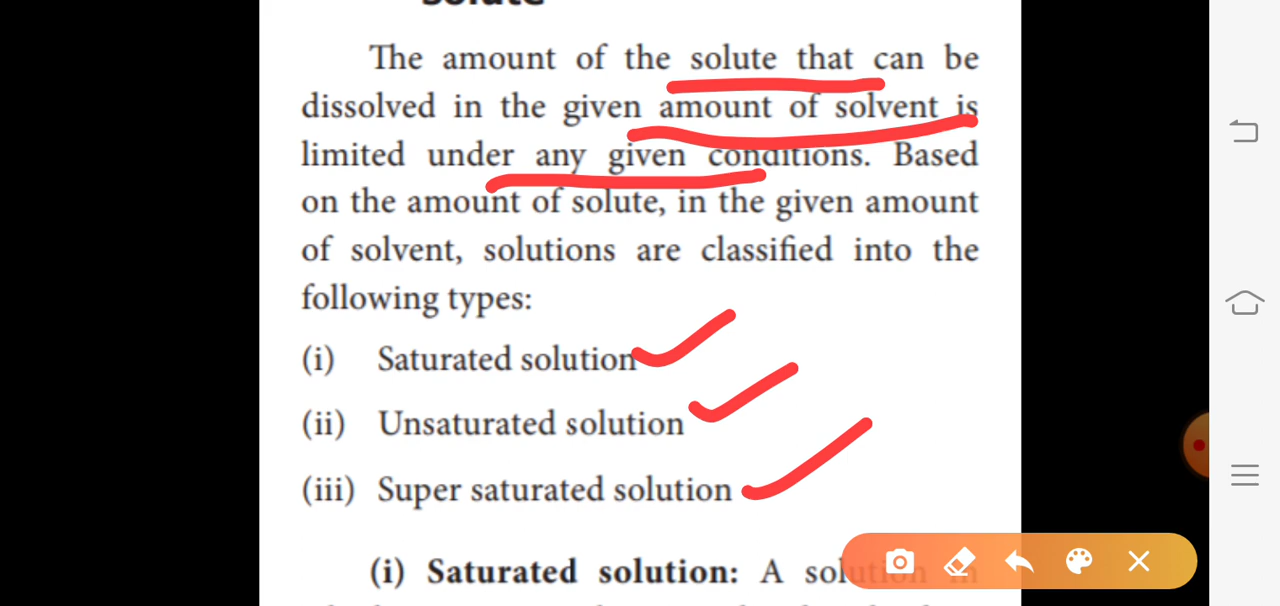 The amount of the solute that can be
dissolved in the given amount of solvent is
limited under any given conditions. Based
on the amount of solute, in the given amount
of solvent, solutions are classified into the
following types:
(i) Saturated solution
(ii) Unsaturated solution
(iii) Super saturated solution
(i) Saturated solution: A solution in